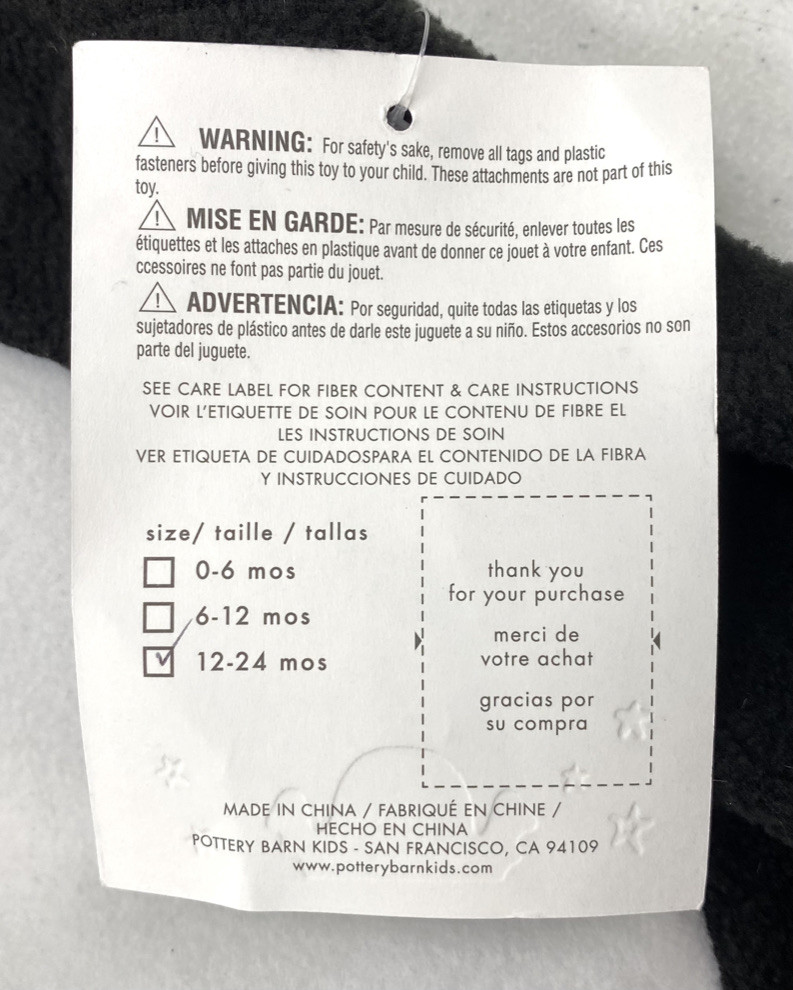 WARNING: For safety's sake, remove all tags and plastic
fasteners before giving this toy to your child. These attachments are not part of this
toy.
MISE EN GARDE: Par mesure de sécurité, enlever toutes les
étiquettes et les attaches en plastique avant de donner ce jouet à votre enfant. Ces
ccessoires ne font pas partie du jouet.
ADVERTENCIA: Por seguridad, quite todas las etiquetas y los
sujetadores de plástico antes de darle este juguete a su niño. Estos accesorios no son
parte del juguete.
SEE CARE LABEL FOR FIBER CONTENT & CARE INSTRUCTIONS
VOIR L'ETIQUETTE DE SOIN POUR LE CONTENU DE FIBRE EL
LES INSTRUCTIONS DE SOIN
VER ETIQUETA DE CUIDADOSPARA EL CONTENIDO DE LA FIBRA
Y INSTRUCCIONES DE CUIDADO
size/ taille / tallas
0-6 mos
6-12 mos
12-24 mos
thank you
for your purchase
merci de
votre achat
gracias por
su compra
MADE IN CHINA / FABRIQUÉ EN CHINE /
HECHO EN CHINA
POTTERY BARN KIDS - SAN FRANCISCO, CA 94109
www.potterybarnkids.com